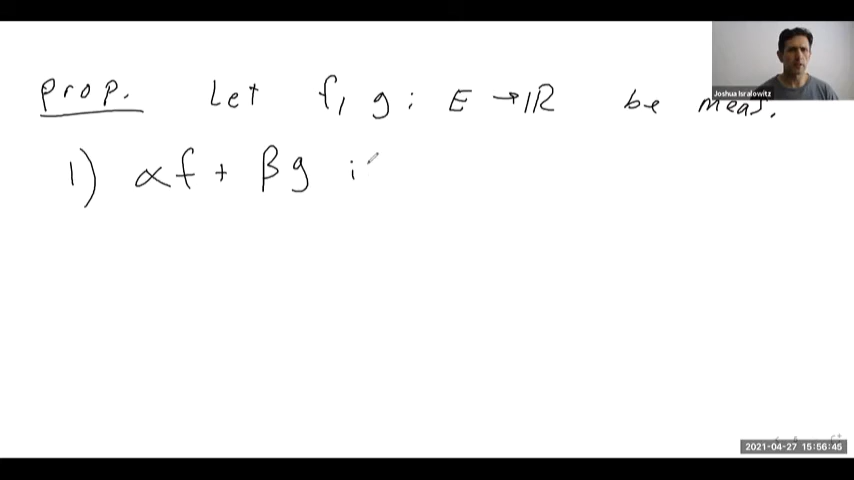 Prop. Let f, g : E → ℝ be meas.
1) αf + βg i
Joshua Isralowitz
2021-04-27 15:56:45